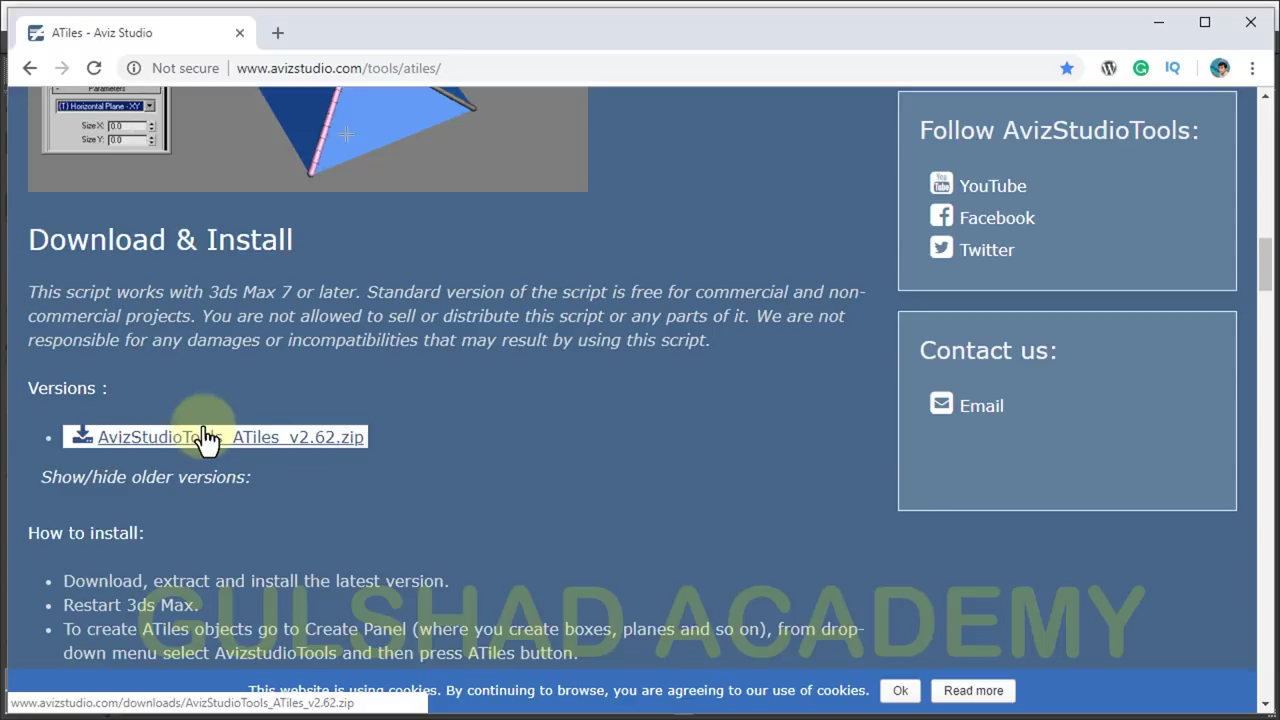 ATiles - Aviz Studio
Not secure
www.avizstudio.com/tools/atiles/
Parameters
(T) Horizontal Plane - XY
Size X: 0.0
Size Y: 0.0
Follow AvizStudioTools:
You Tube YouTube
Facebook
Twitter
Download & Install
This script works with 3ds Max 7 or later. Standard version of the script is free for commercial and non-
commercial projects. You are not allowed to sell or distribute this script or any parts of it. We are not
responsible for any damages or incompatibilities that may result by using this script.
Contact us:
Email
Versions :
AvizStudioTools_ATiles_v2.62.zip
Show/hide older versions:
How to install:
Download, extract and install the latest version.
Restart 3ds Max.
To create ATiles objects go to Create Panel (where you create boxes, planes and so on), from drop-
down menu select AvizstudioTools and then press ATiles button.
GULSHAD ACADEMY
This website is using cookies. By continuing to browse, you are agreeing to our use of cookies.
Ok
Read more
www.avizstudio.com/downloads/AvizStudioTools_ATiles_v2.62.zip